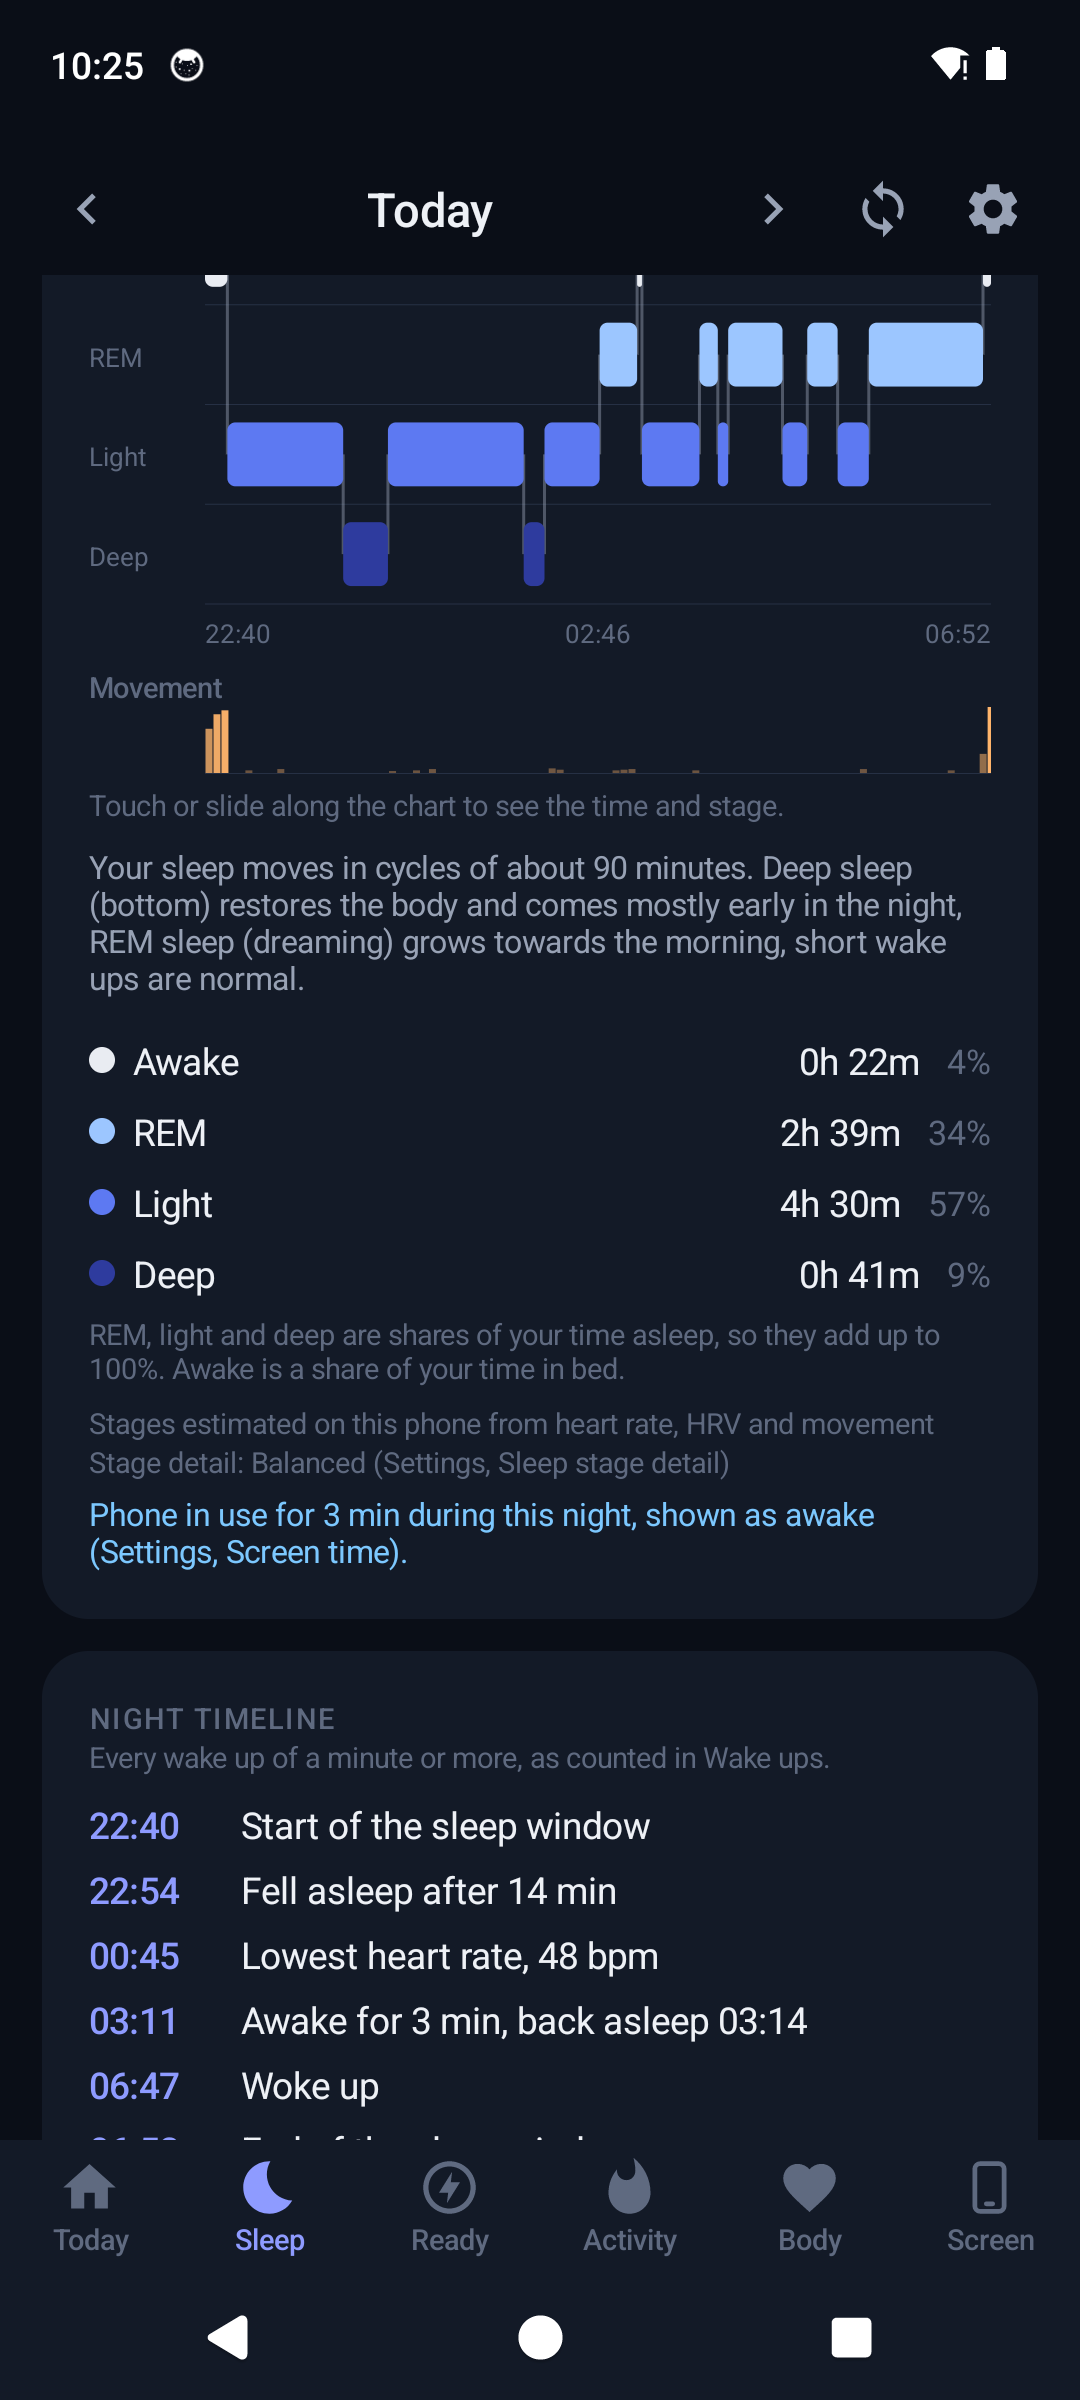 10:25
Today
REM
Light
Deep
22:40 02:46 06:52
Movement
Touch or slide along the chart to see the time and stage.
Your sleep moves in cycles of about 90 minutes. Deep sleep
(bottom) restores the body and comes mostly early in the night,
REM sleep (dreaming) grows towards the morning, short wake
ups are normal.
Awake 0h 22m 4%
REM 2h 39m 34%
Light 4h 30m 57%
Deep 0h 41m 9%
REM, light and deep are shares of your time asleep, so they add up to
100%. Awake is a share of your time in bed.
Stages estimated on this phone from heart rate, HRV and movement
Stage detail: Balanced (Settings, Sleep stage detail)
Phone in use for 3 min during this night, shown as awake
(Settings, Screen time).
NIGHT TIMELINE
Every wake up of a minute or more, as counted in Wake ups.
22:40 Start of the sleep window
22:54 Fell asleep after 14 min
00:45 Lowest heart rate, 48 bpm
03:11 Awake for 3 min, back asleep 03:14
06:47 Woke up
Today Sleep Ready Activity Body Screen